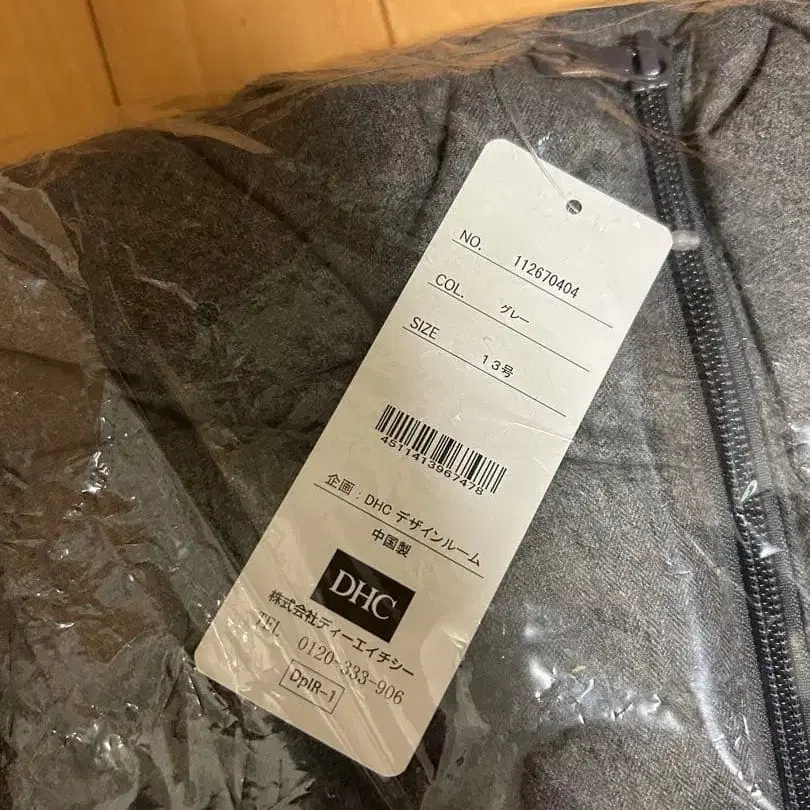 NO. 112670404
COL. グレー
SIZE 13号
4511413967478
企画：DHC デザインルーム
中国製
DHC
株式会社ディーエイチシー
TEL 0120-333-906
DpIR-1